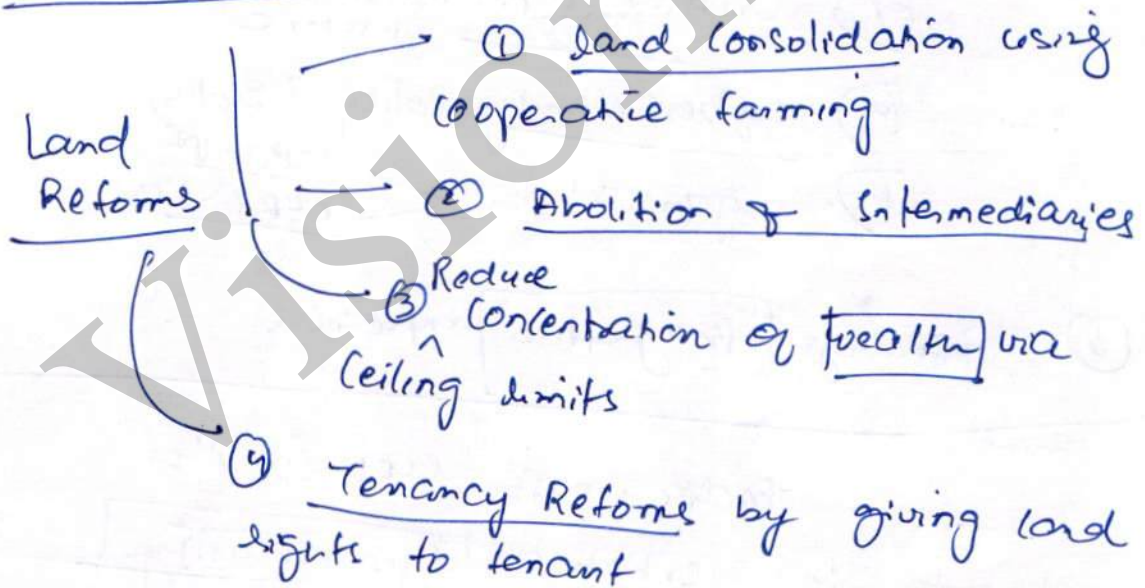 Land
Reforms
① land Consolidation using
cooperative farming
② Abolition of Intermediaries
③ Reduce Concentration of wealth via
Ceiling limits
④ Tenancy Reforms by giving land
rights to tenant
Vision